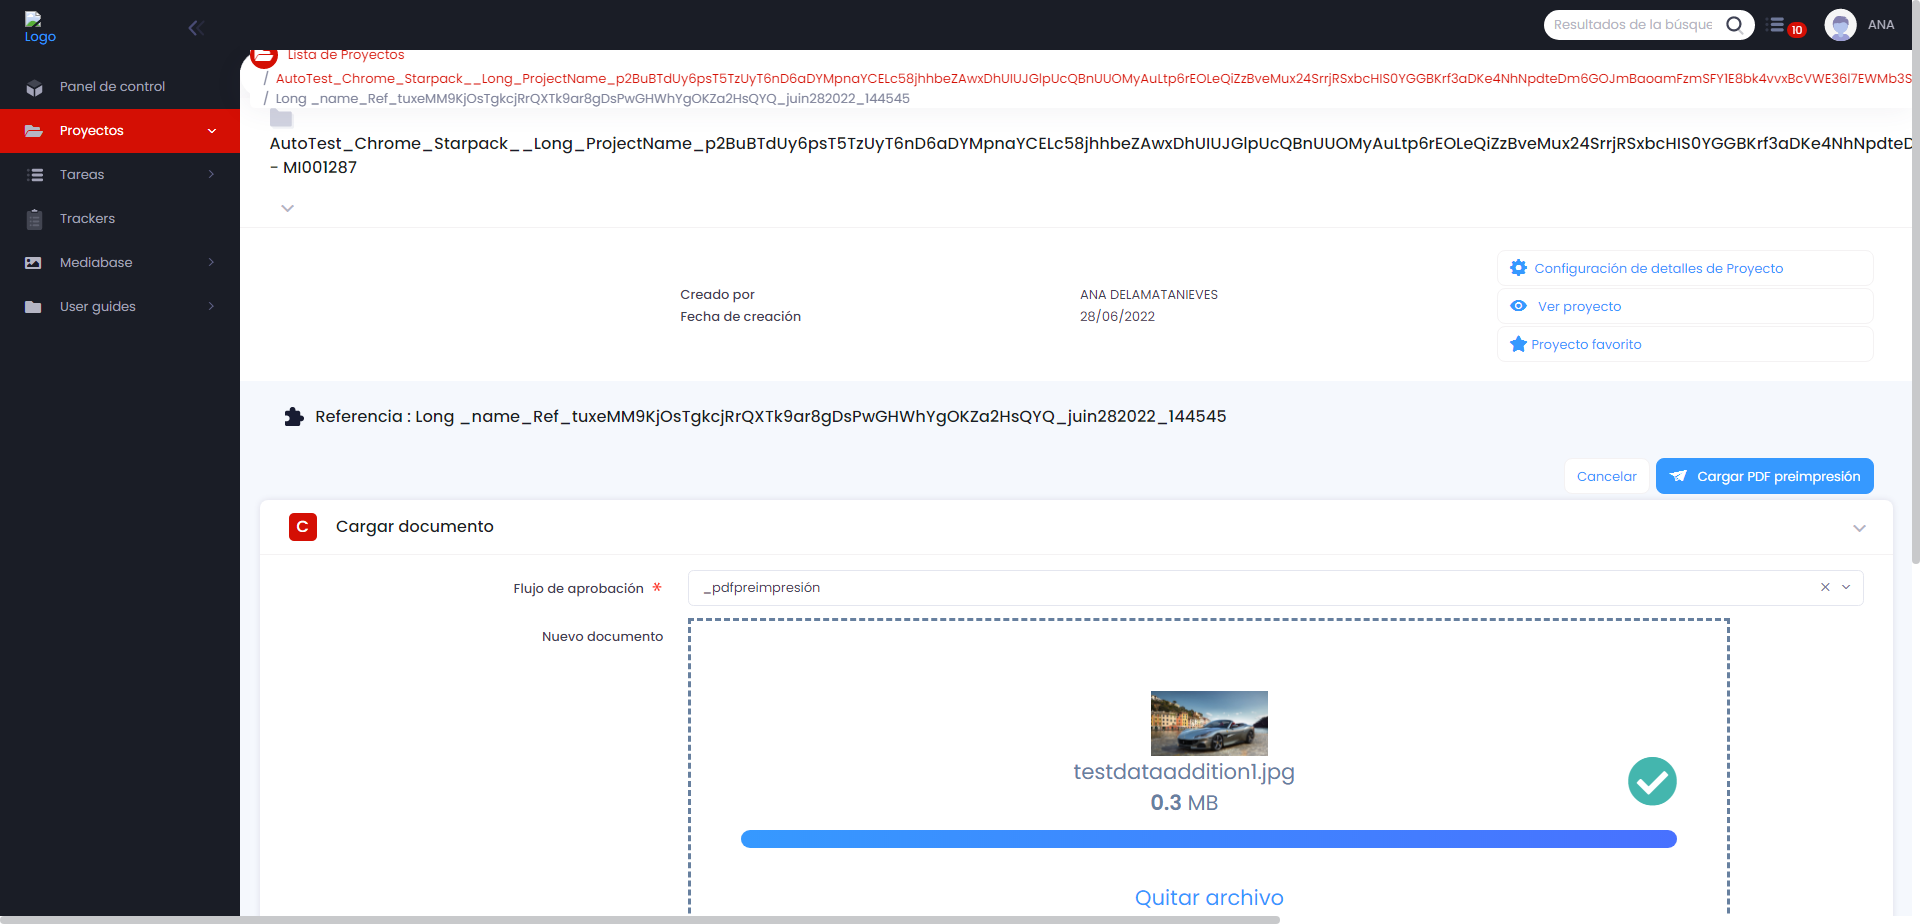 Logo
Resultados de la búsque
10
ANA
Panel de control
Proyectos
Tareas
Trackers
Mediabase
User guides
Lista de Proyectos
/ AutoTest_Chrome_Starpack__Long_ProjectName_p2BuBTdUy6psT5TzUyT6nD6aDYMpnaYCELc58jhhbeZAwxDhUIUJGlpUcQBnUUOMyAuLtp6rEOLeQiZzBveMux24SrrjRSxbcHIS0YGGBKrf3aDKe4NhNpdteDm6GOJmBaoamFzmSFY1E8bk4vvxBcVWE36I7EWMb3S
/ Long _name_Ref_tuxeMM9KjOsTgkcjRrQXTk9ar8gDsPwGHWhYgOKZa2HsQYQ_juin282022_144545
AutoTest_Chrome_Starpack__Long_ProjectName_p2BuBTdUy6psT5TzUyT6nD6aDYMpnaYCELc58jhhbeZAwxDhUIUJGlpUcQBnUUOMyAuLtp6rEOLeQiZzBveMux24SrrjRSxbcHIS0YGGBKrf3aDKe4NhNpdteD
- MI001287
Creado por
ANA DELAMATANIEVES
Fecha de creación
28/06/2022
Configuración de detalles de Proyecto
Ver proyecto
Proyecto favorito
Referencia : Long _name_Ref_tuxeMM9KjOsTgkcjRrQXTk9ar8gDsPwGHWhYgOKZa2HsQYQ_juin282022_144545
Cancelar
Cargar PDF preimpresión
C
Cargar documento
Flujo de aprobación *
_pdfpreimpresión
Nuevo documento
testdataaddition1.jpg
0.3 MB
Quitar archivo